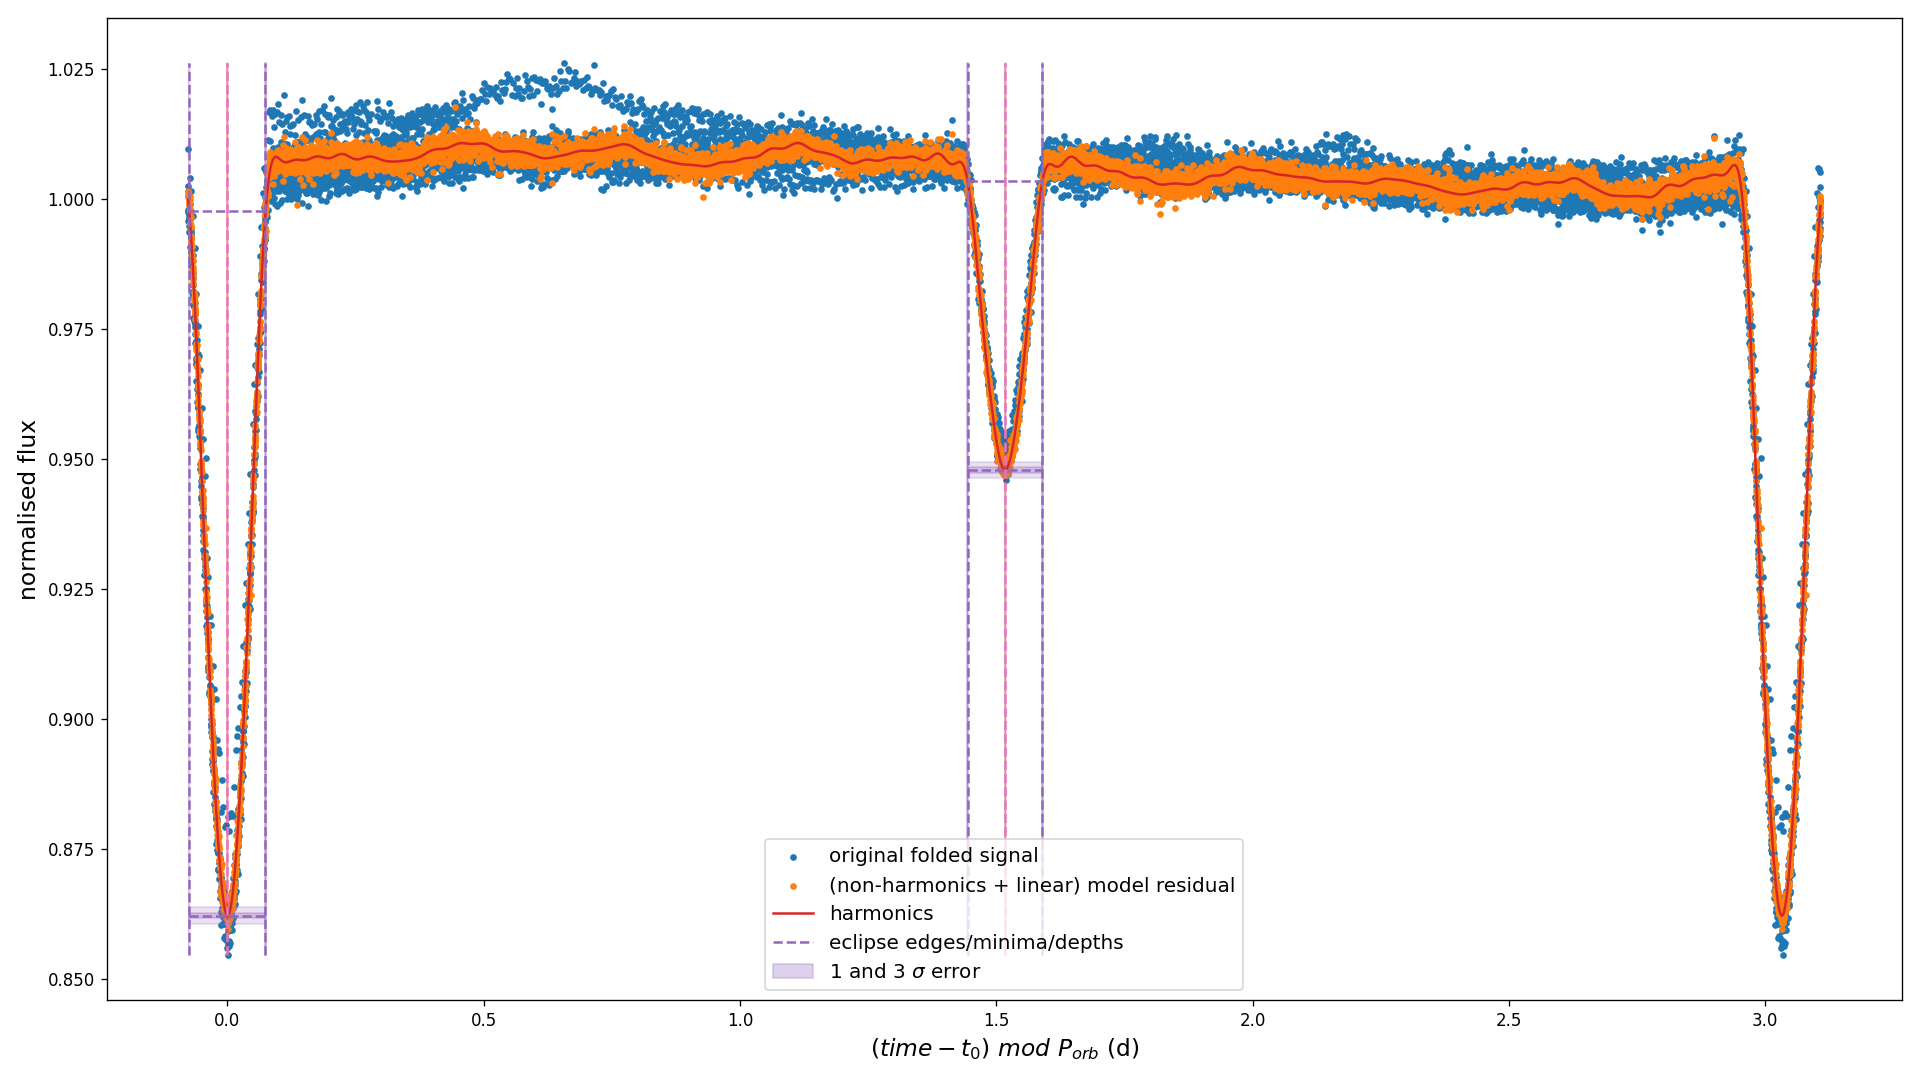 normalised flux
1.025
1.000
0.975
0.950
0.925
0.900
0.875
0.850
original folded signal
(non-harmonics + linear) model residual
harmonics
eclipse edges/minima/depths
1 and 3 σ error
0.0 0.5 1.0 1.5 2.0 2.5 3.0
(time − t₀) mod Pₒᵣb (d)